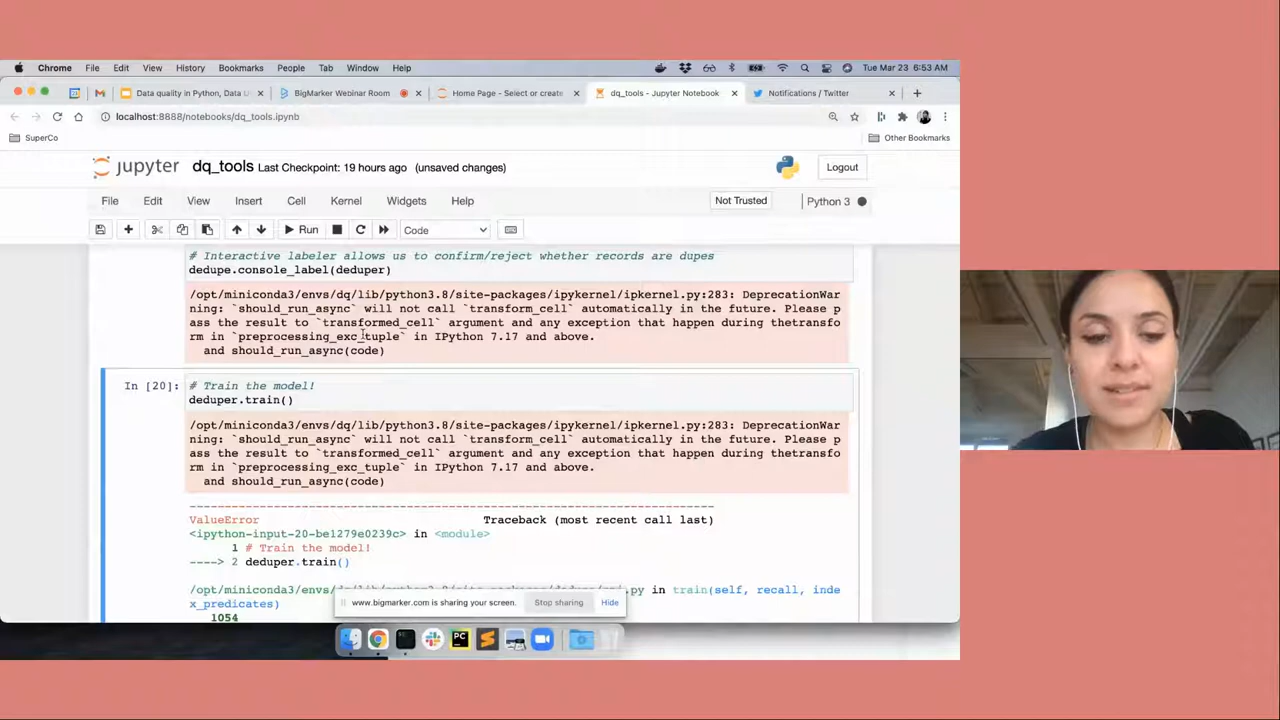 Chrome File Edit View History Bookmarks People Tab Window Help Tue Mar 23 6:53 AM
Data quality in Python, Data U
BigMarker Webinar Room
Home Page - Select or create
dq_tools - Jupyter Notebook
Notifications / Twitter
localhost:8888/notebooks/dq_tools.ipynb
SuperCo Other Bookmarks
jupyter dq_tools Last Checkpoint: 19 hours ago (unsaved changes) Logout
File Edit View Insert Cell Kernel Widgets Help Not Trusted Python 3
Run Code
# Interactive labeler allows us to confirm/reject whether records are dupes
dedupe.console_label(deduper)
/opt/miniconda3/envs/dq/lib/python3.8/site-packages/ipykernel/ipkernel.py:283: DeprecationWar
ning: `should_run_async` will not call `transform_cell` automatically in the future. Please p
ass the result to `transformed_cell` argument and any exception that happen during thetransfo
rm in `preprocessing_exc_tuple` in IPython 7.17 and above.
and should_run_async(code)
In [20]: # Train the model!
deduper.train()
/opt/miniconda3/envs/dq/lib/python3.8/site-packages/ipykernel/ipkernel.py:283: DeprecationWar
ning: `should_run_async` will not call `transform_cell` automatically in the future. Please p
ass the result to `transformed_cell` argument and any exception that happen during thetransfo
rm in `preprocessing_exc_tuple` in IPython 7.17 and above.
and should_run_async(code)
---------------------------------------------------------------------------
ValueError Traceback (most recent call last)
<ipython-input-20-be1279e0239c> in <module>
1 # Train the model!
----> 2 deduper.train()
/opt/miniconda3/envs/dq/lib/python3.8/site-packages/dedupe/api.py in train(self, recall, inde
x_predicates)
www.bigmarker.com is sharing your screen. Stop sharing Hide
1054
PC